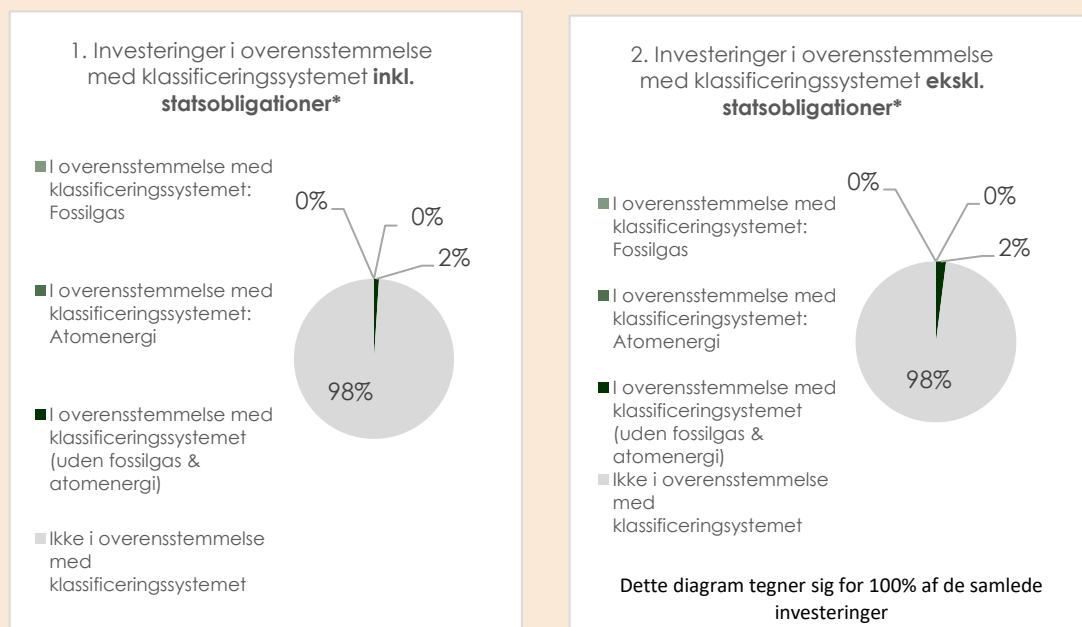 1. Investeringer i overensstemmelse
med klassificeringssystemet inkl.
statsobligationer*
I overensstemmelse med
klassificeringssystemet:
Fossilgas
I overensstemmelse med
klassificeringssystemet:
Atomenergi
I overensstemmelse med
klassificeringssystemet
(uden fossilgas &
atomenergi)
Ikke i overensstemmelse
med
klassificeringsystemet
0%
0%
2%
98%
2. Investeringer i overensstemmelse
med klassificeringssystemet ekskl.
statsobligationer*
I overensstemmelse med
klassificeringsystemet:
Fossilgas
I overensstemmelse med
klassificeringssystemet:
Atomenergi
I overensstemmelse med
klassificeringssystemet
(uden fossilgas &
atomenergi)
Ikke i overensstemmelse
med
klassificeringsystemet
0%
0%
2%
98%
Dette diagram tegner sig for 100% af de samlede
investeringer